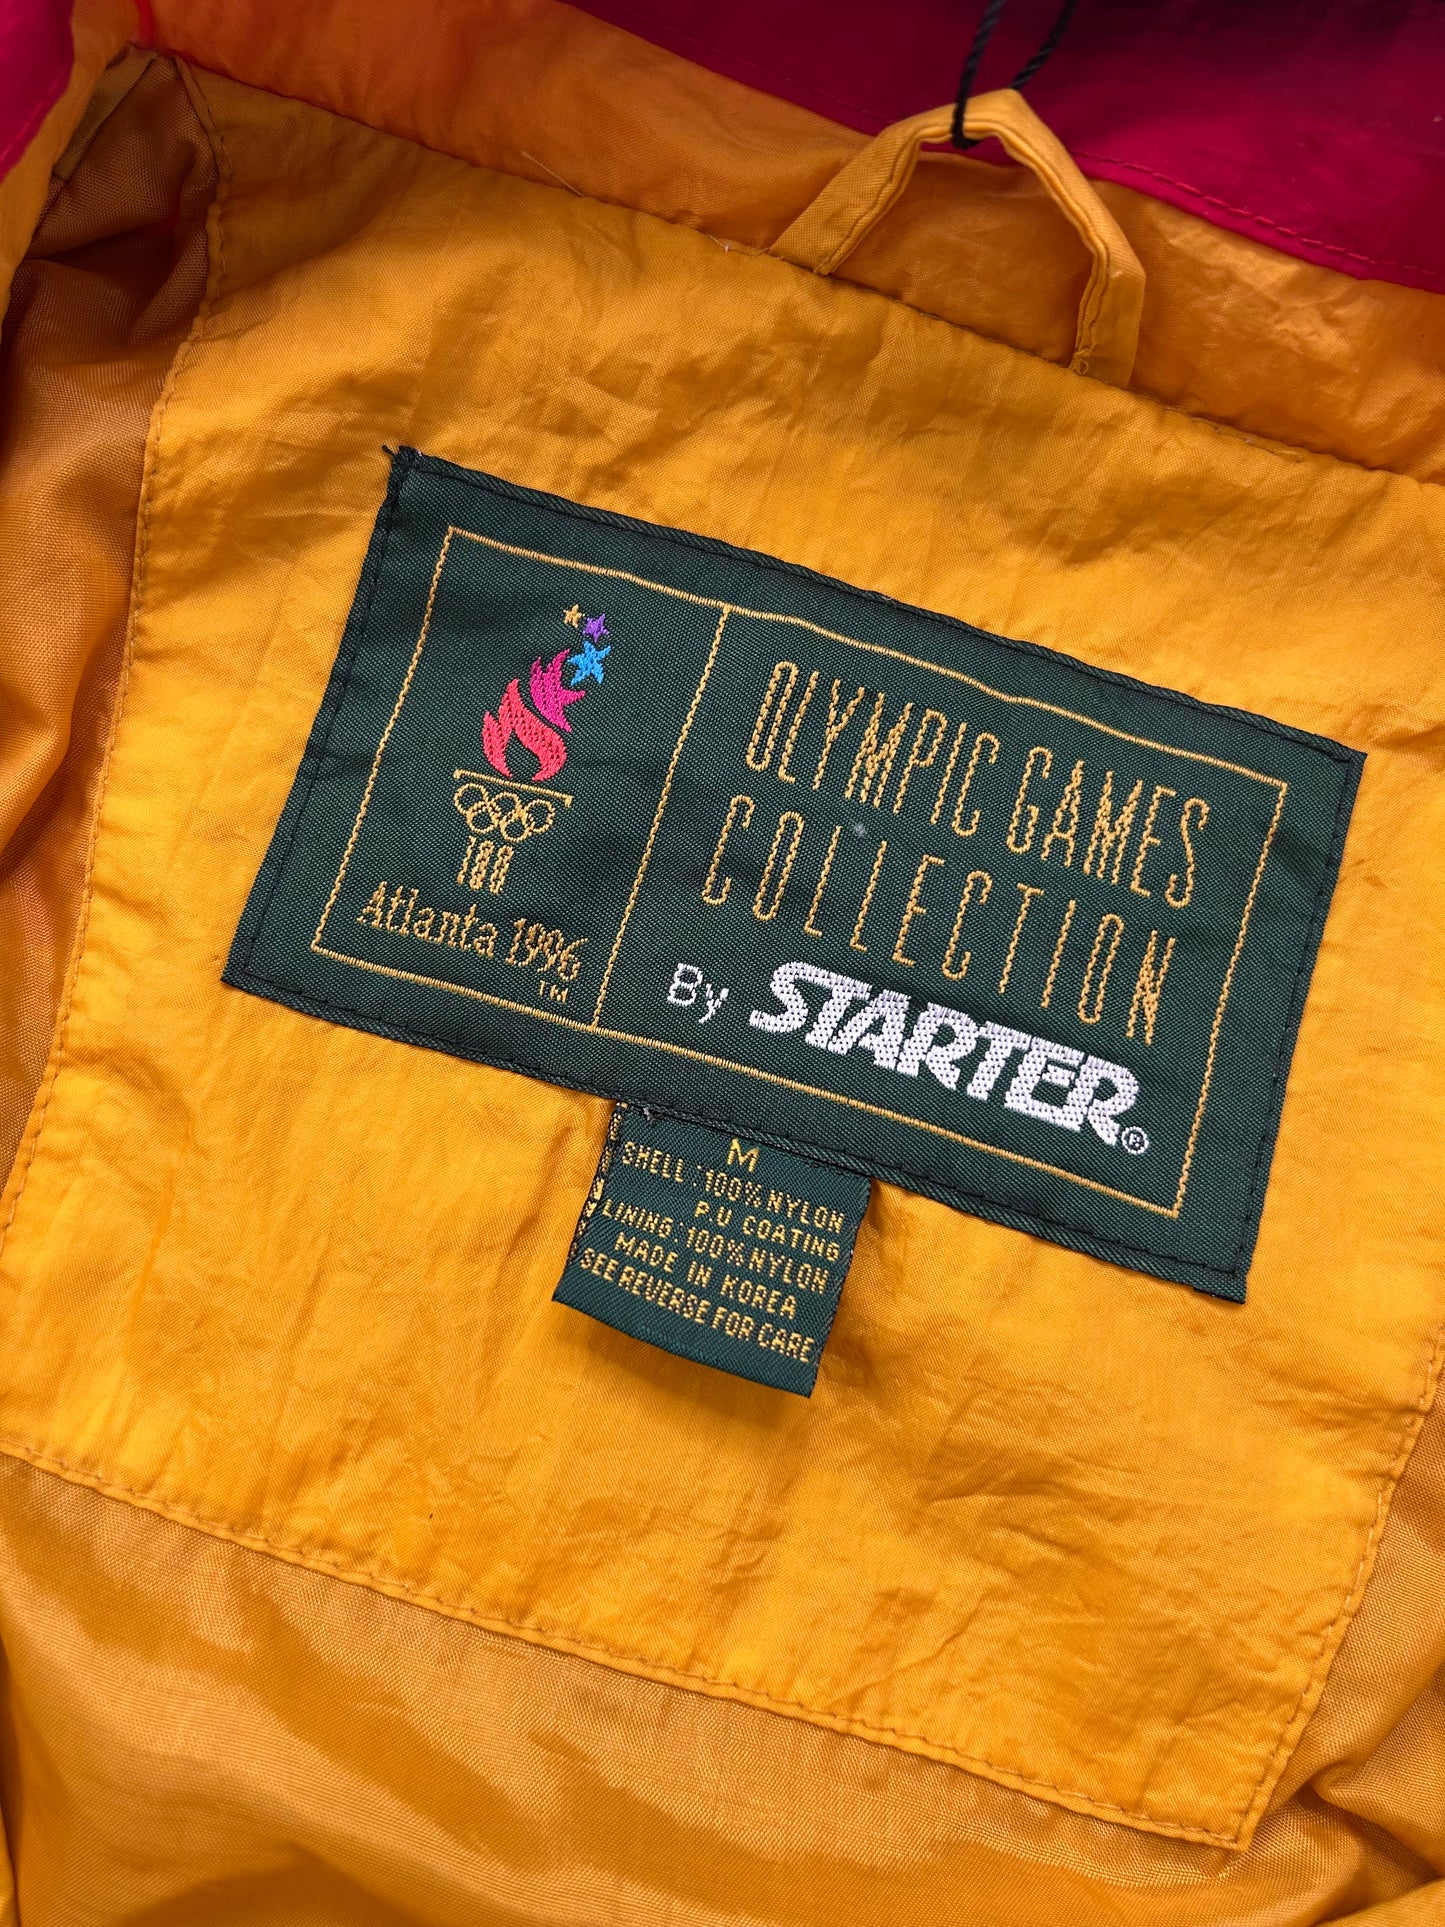 100
Atlanta 1996
TM
OLYMPIC GAMES
COLLECTION
By STARTER®
M
SHELL : 100% NYLON
P.U COATING
LINING : 100% NYLON
MADE IN KOREA
SEE REVERSE FOR CARE